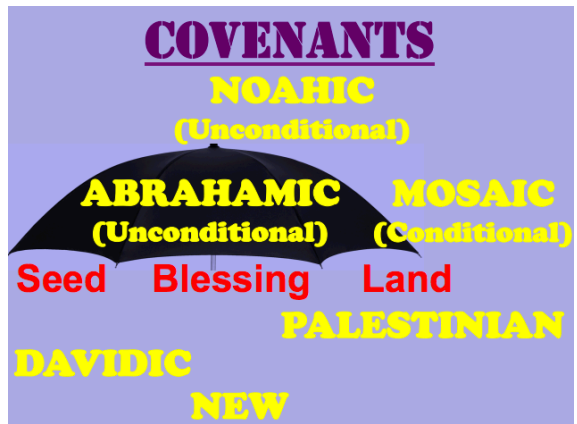 COVENANTS
NOAHIC
(Unconditional)
ABRAHAMIC MOSAIC
(Unconditional) (Conditional)
Seed Blessing Land
PALESTINIAN
DAVIDIC
NEW